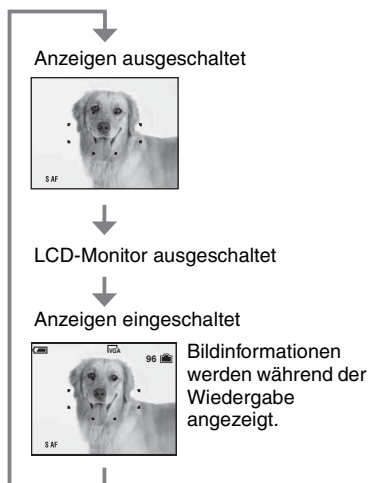 Anzeigen ausgeschaltet
S AF
LCD-Monitor ausgeschaltet
Anzeigen eingeschaltet
VGA
96
S AF
Bildinformationen
werden während der
Wiedergabe
angezeigt.